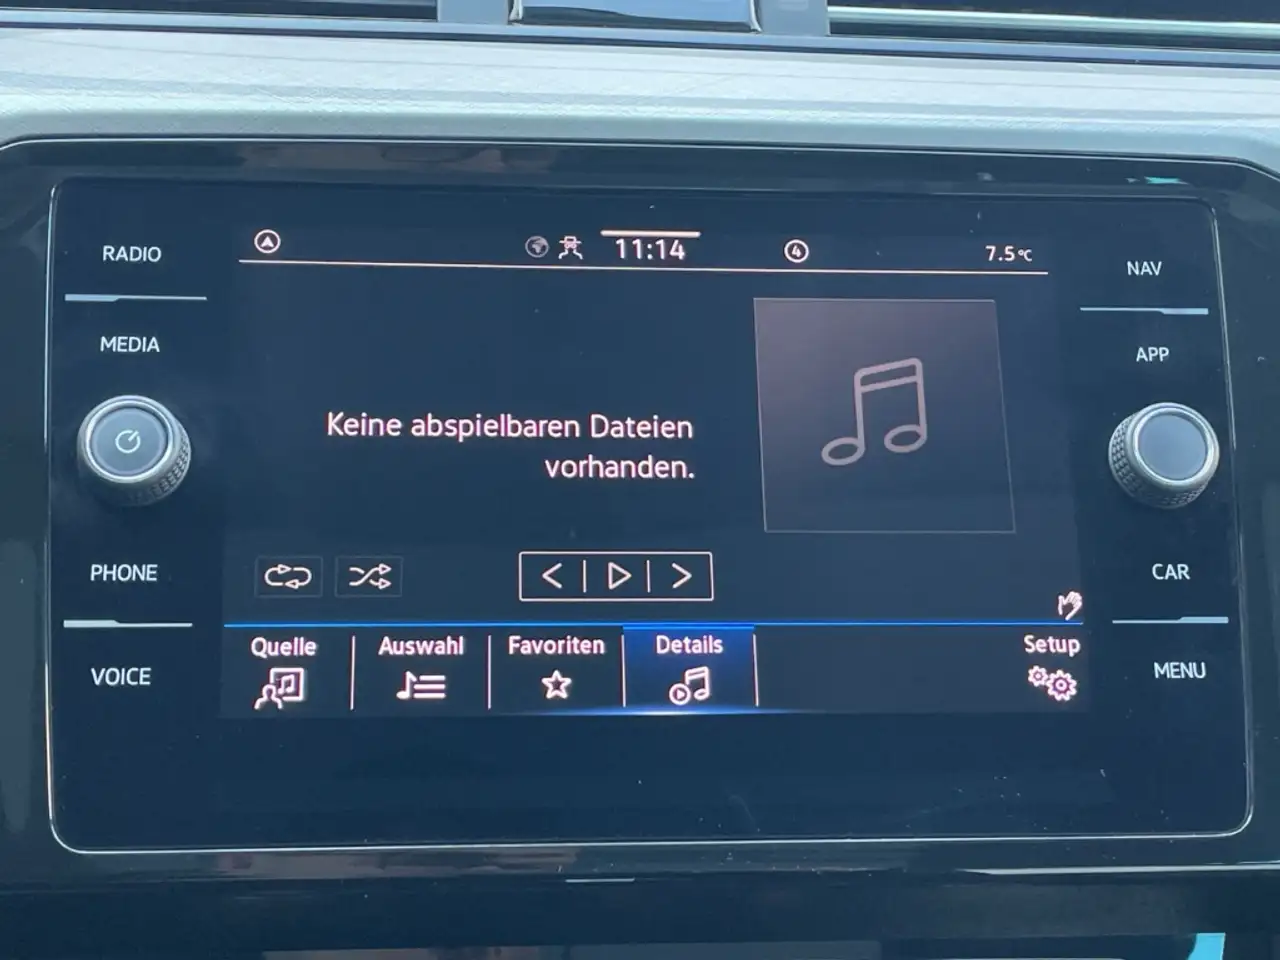 RADIO
MEDIA
PHONE
VOICE
11:14
4
7.5°C
Keine abspielbaren Dateien
vorhanden.
Quelle
Auswahl
Favoriten
Details
Setup
NAV
APP
CAR
MENU